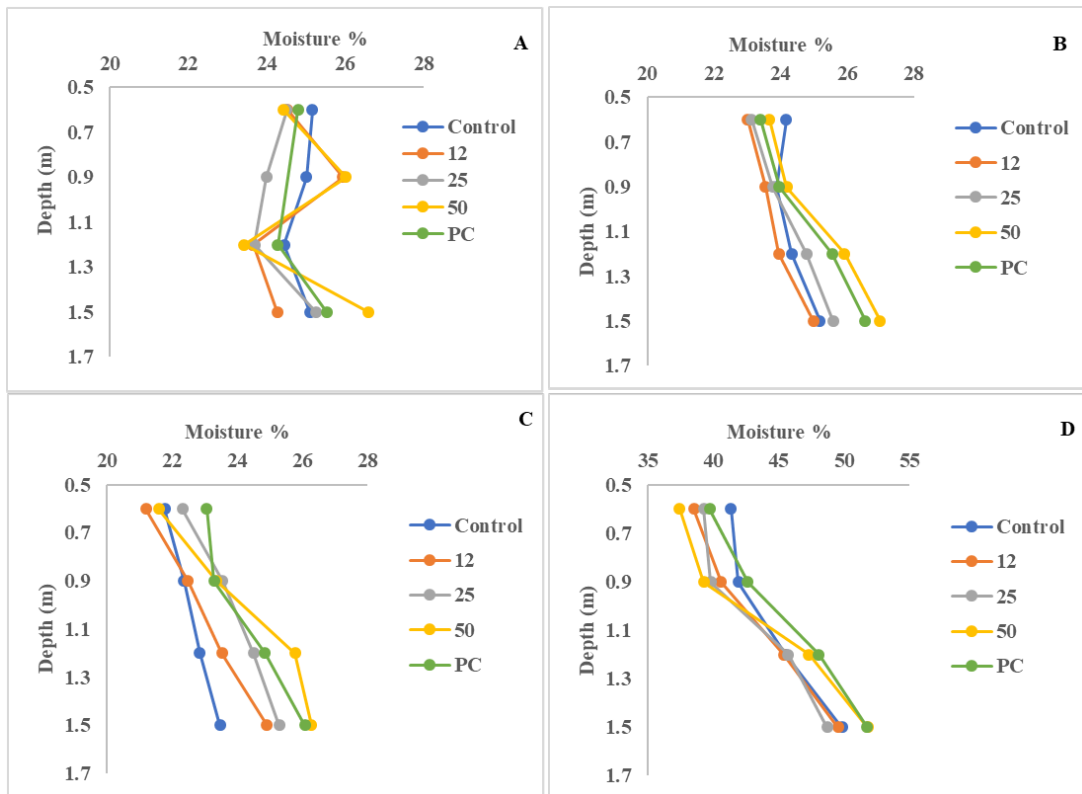 Moisture %
A
20 22 24 26 28
0.5
0.7
0.9
1.1
1.3
1.5
1.7
Depth (m)
Control
12
25
50
PC
Moisture %
B
20 22 24 26 28
0.5
0.7
0.9
1.1
1.3
1.5
1.7
Depth (m)
Control
12
25
50
PC
Moisture %
C
20 22 24 26 28
0.5
0.7
0.9
1.1
1.3
1.5
1.7
Depth (m)
Control
12
25
50
PC
Moisture %
D
35 40 45 50 55
0.5
0.7
0.9
1.1
1.3
1.5
1.7
Depth (m)
Control
12
25
50
PC